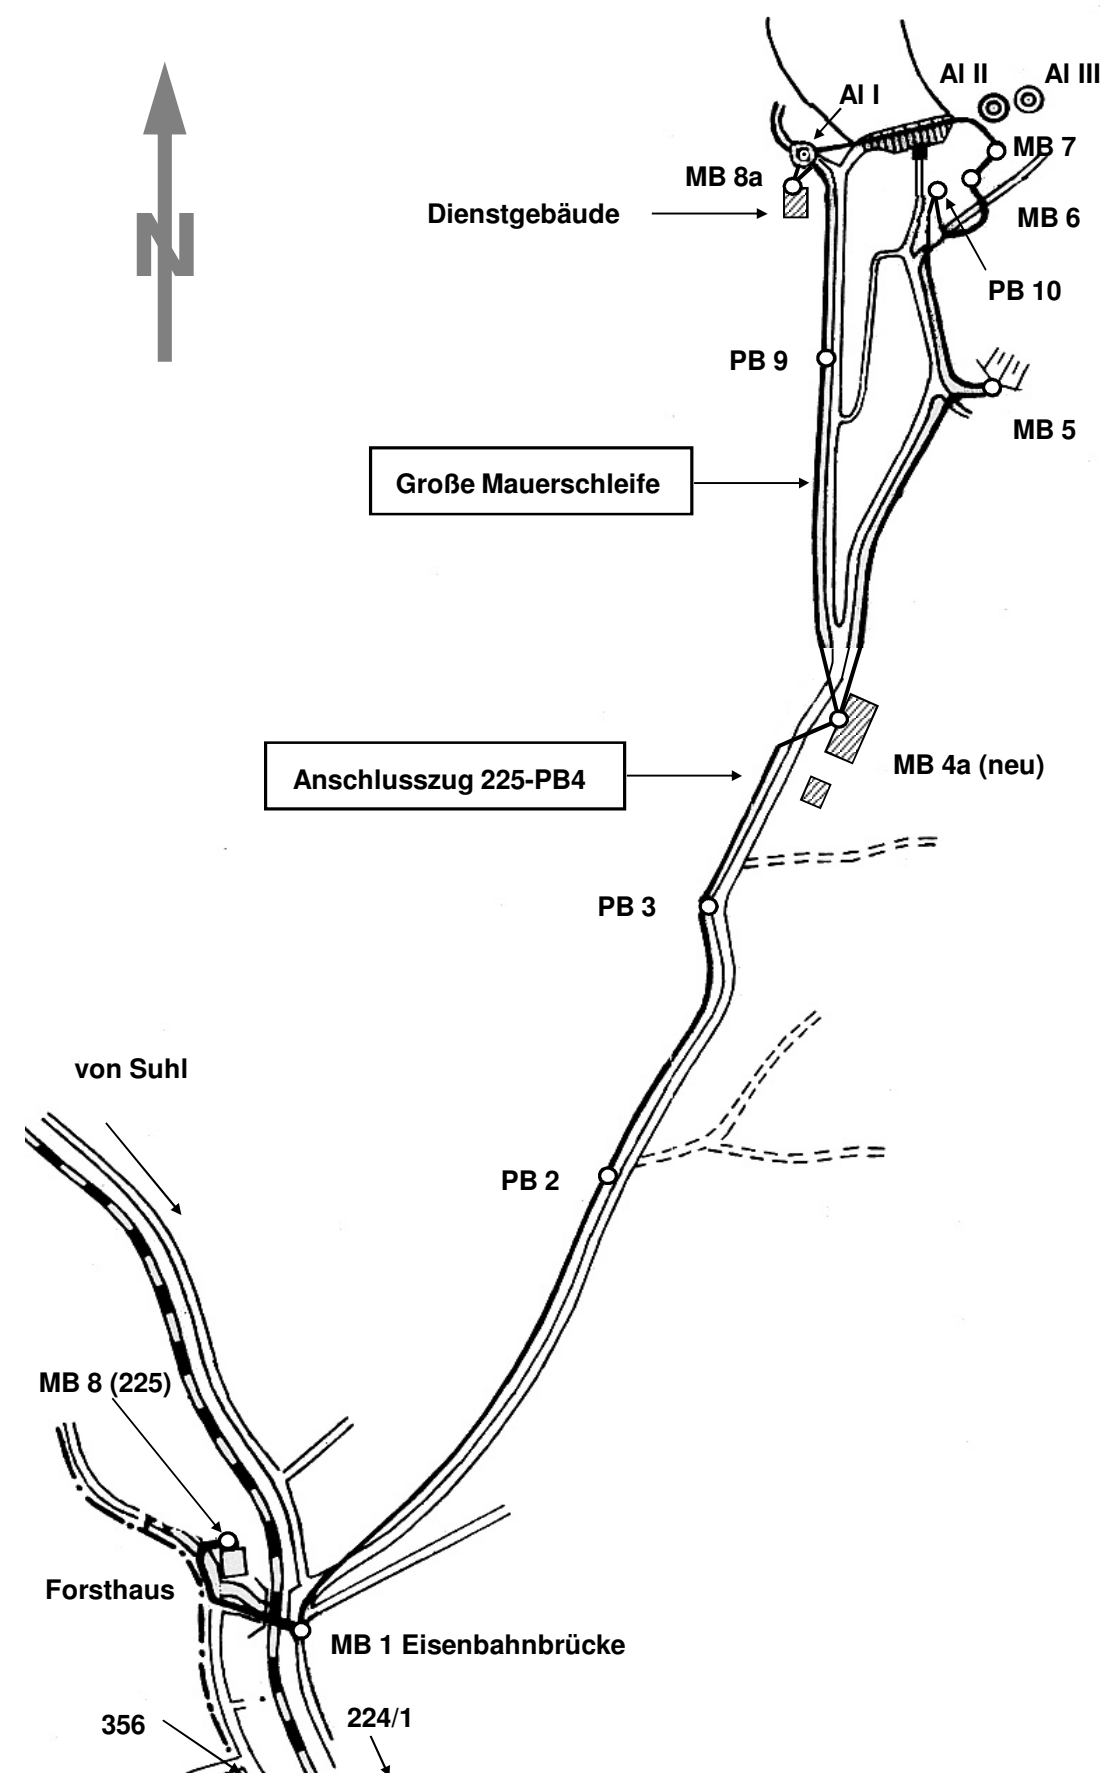 Al II
Al III
Al I
MB 7
MB 8a
Dienstgebäude
MB 6
N
PB 10
PB 9
MB 5
Große Mauerschleife
MB 4a (neu)
Anschlusszug 225-PB4
PB 3
von Suhl
PB 2
MB 8 (225)
Forsthaus
MB 1 Eisenbahnbrücke
356
224/1